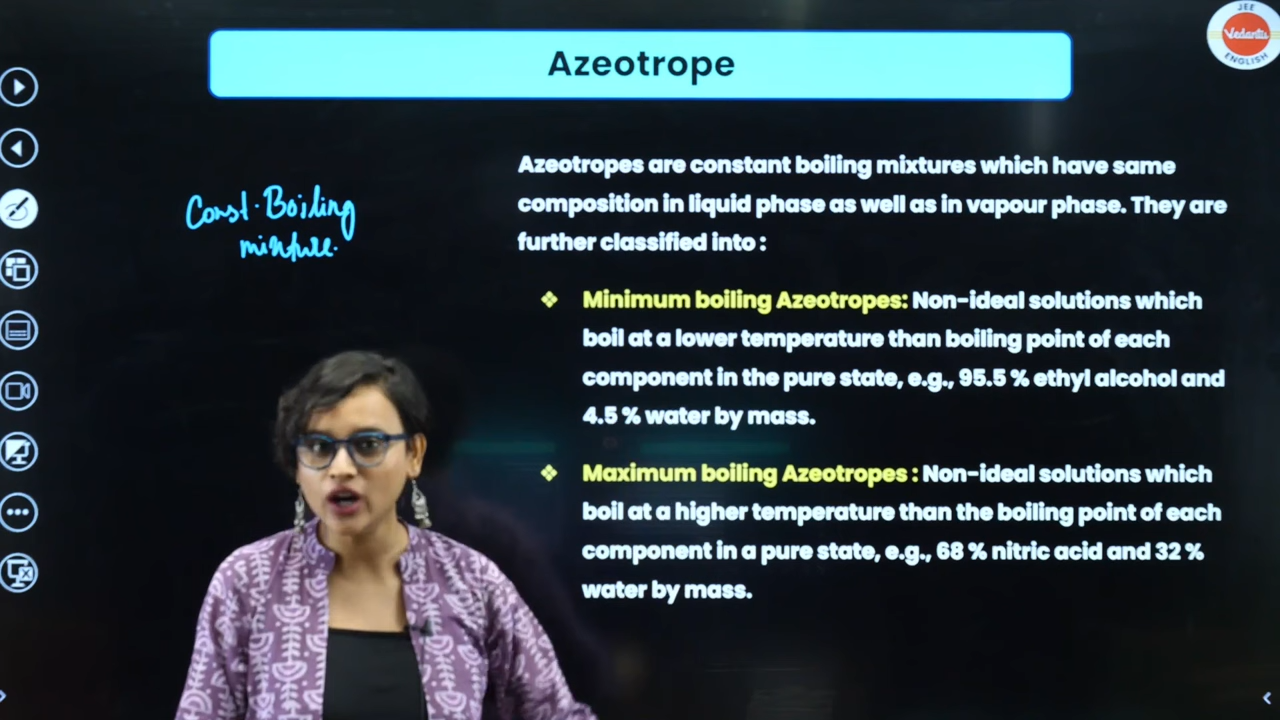 Azeotrope
JEE
Vedantu
ENGLISH
Const. Boiling
mixture.
Azeotropes are constant boiling mixtures which have same
composition in liquid phase as well as in vapour phase. They are
further classified into :
❖ Minimum boiling Azeotropes: Non-ideal solutions which
boil at a lower temperature than boiling point of each
component in the pure state, e.g., 95.5 % ethyl alcohol and
4.5 % water by mass.
❖ Maximum boiling Azeotropes : Non-ideal solutions which
boil at a higher temperature than the boiling point of each
component in a pure state, e.g., 68 % nitric acid and 32 %
water by mass.